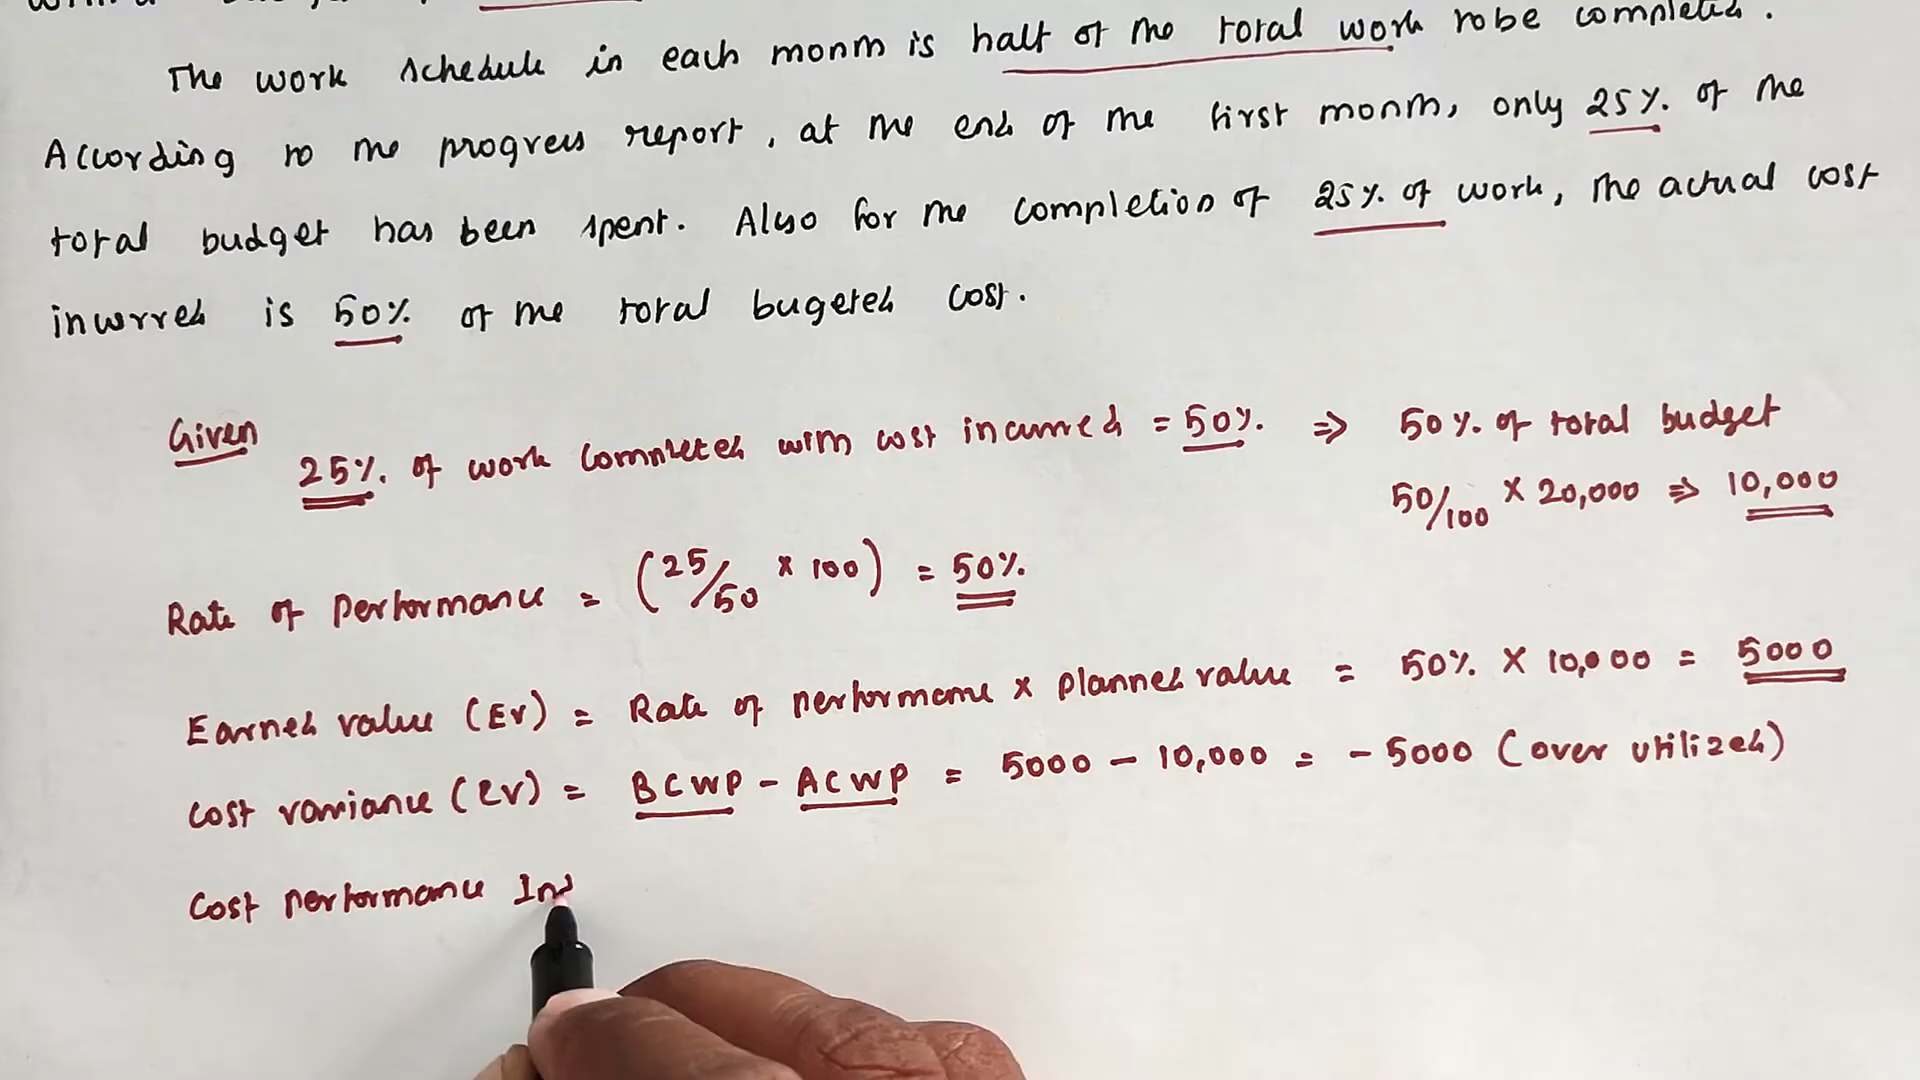 The work schedule in each month is half of the total work to be completed.
According to the progress report, at the end of the first month, only 25% of the
total budget has been spent. Also for the completion of 25% of work, the actual cost
incurred is 50% of the total bugeted cost.
Given
25% of work completed with cost incurred = 50% ⇒ 50% of total budget
50/100 × 20,000 ⇒ 10,000
Rate of performance = (25/50 × 100) = 50%
Earned value (EV) = Rate of performance × planned value = 50% × 10,000 = 5000
Cost variance (CV) = BCWP - ACWP = 5000 - 10,000 = -5000 (over utilized)
Cost performance Ind